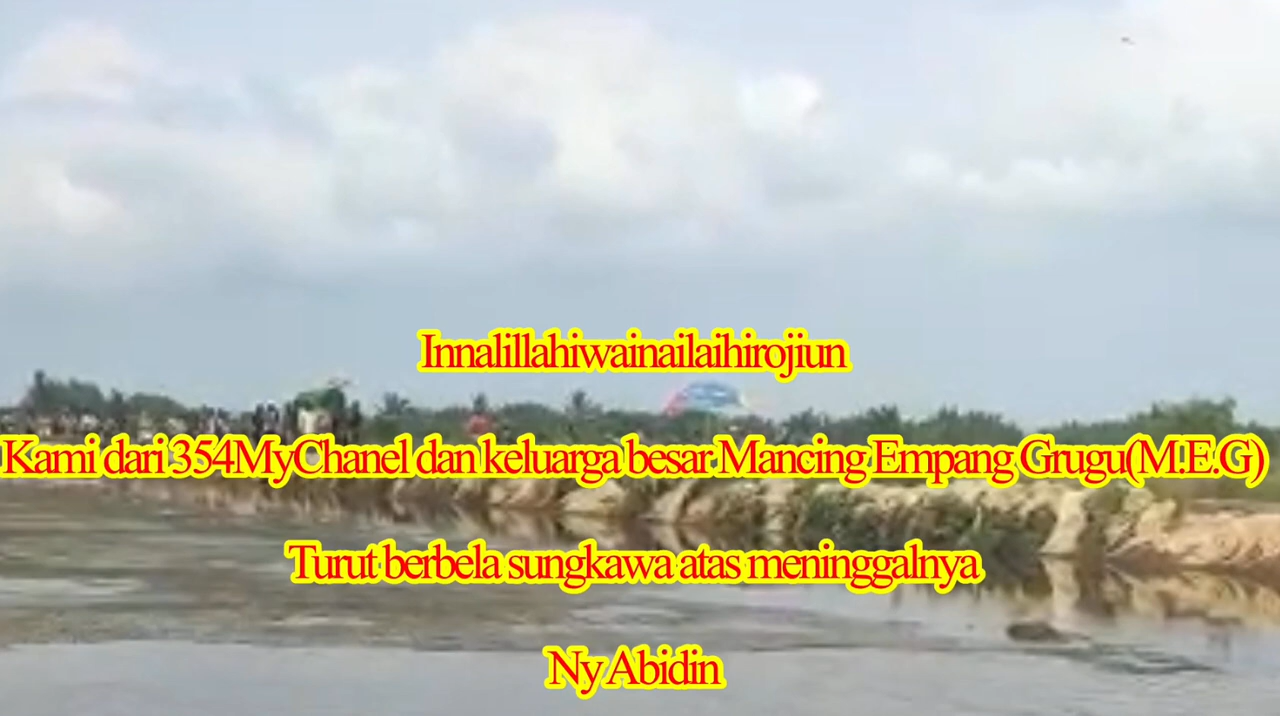 Innalillahiwainailaihirojiun
Kami dari 354MyChanel dan keluarga besar Mancing Empang Grugu(M.E.G)
Turut berbela sungkawa atas meninggalnya
Ny Abidin